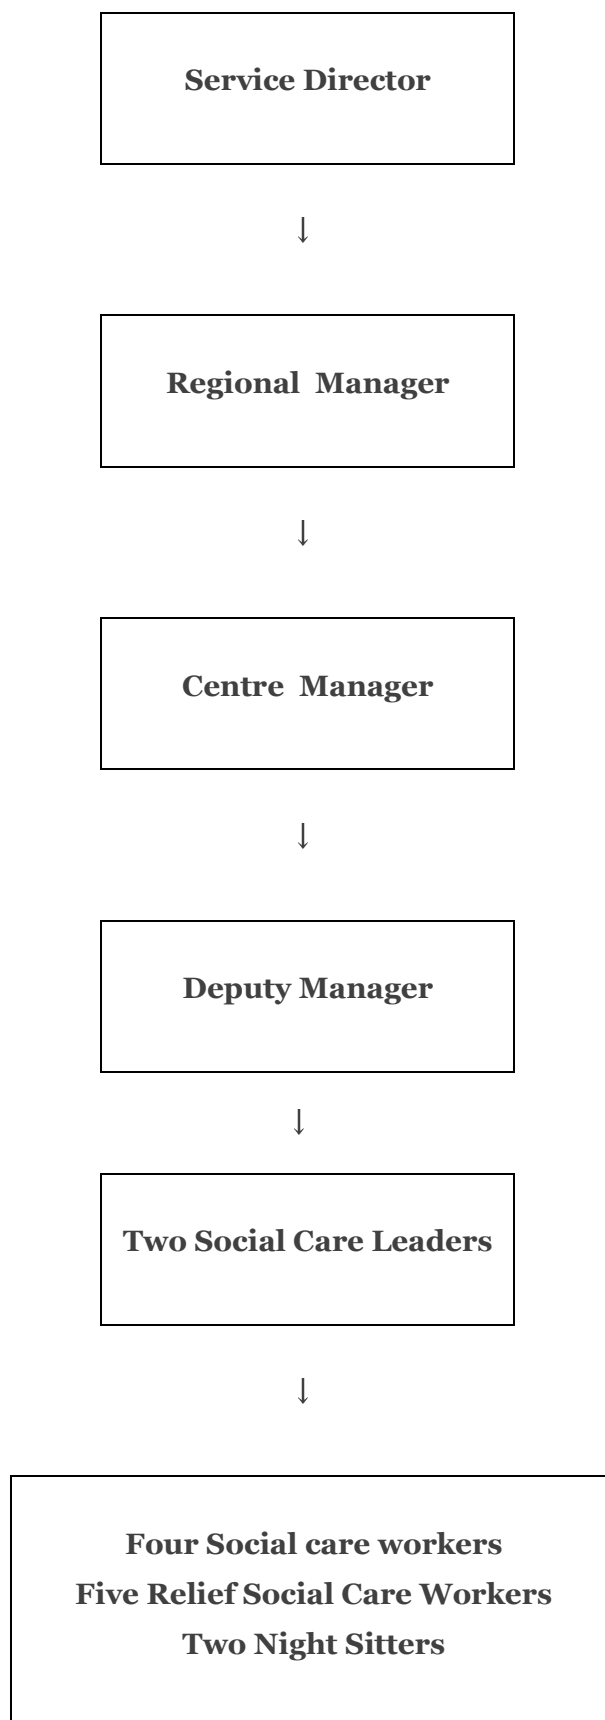 Service Director
↓
Regional Manager
↓
Centre Manager
↓
Deputy Manager
↓
Two Social Care Leaders
↓
Four Social care workers
Five Relief Social Care Workers
Two Night Sitters